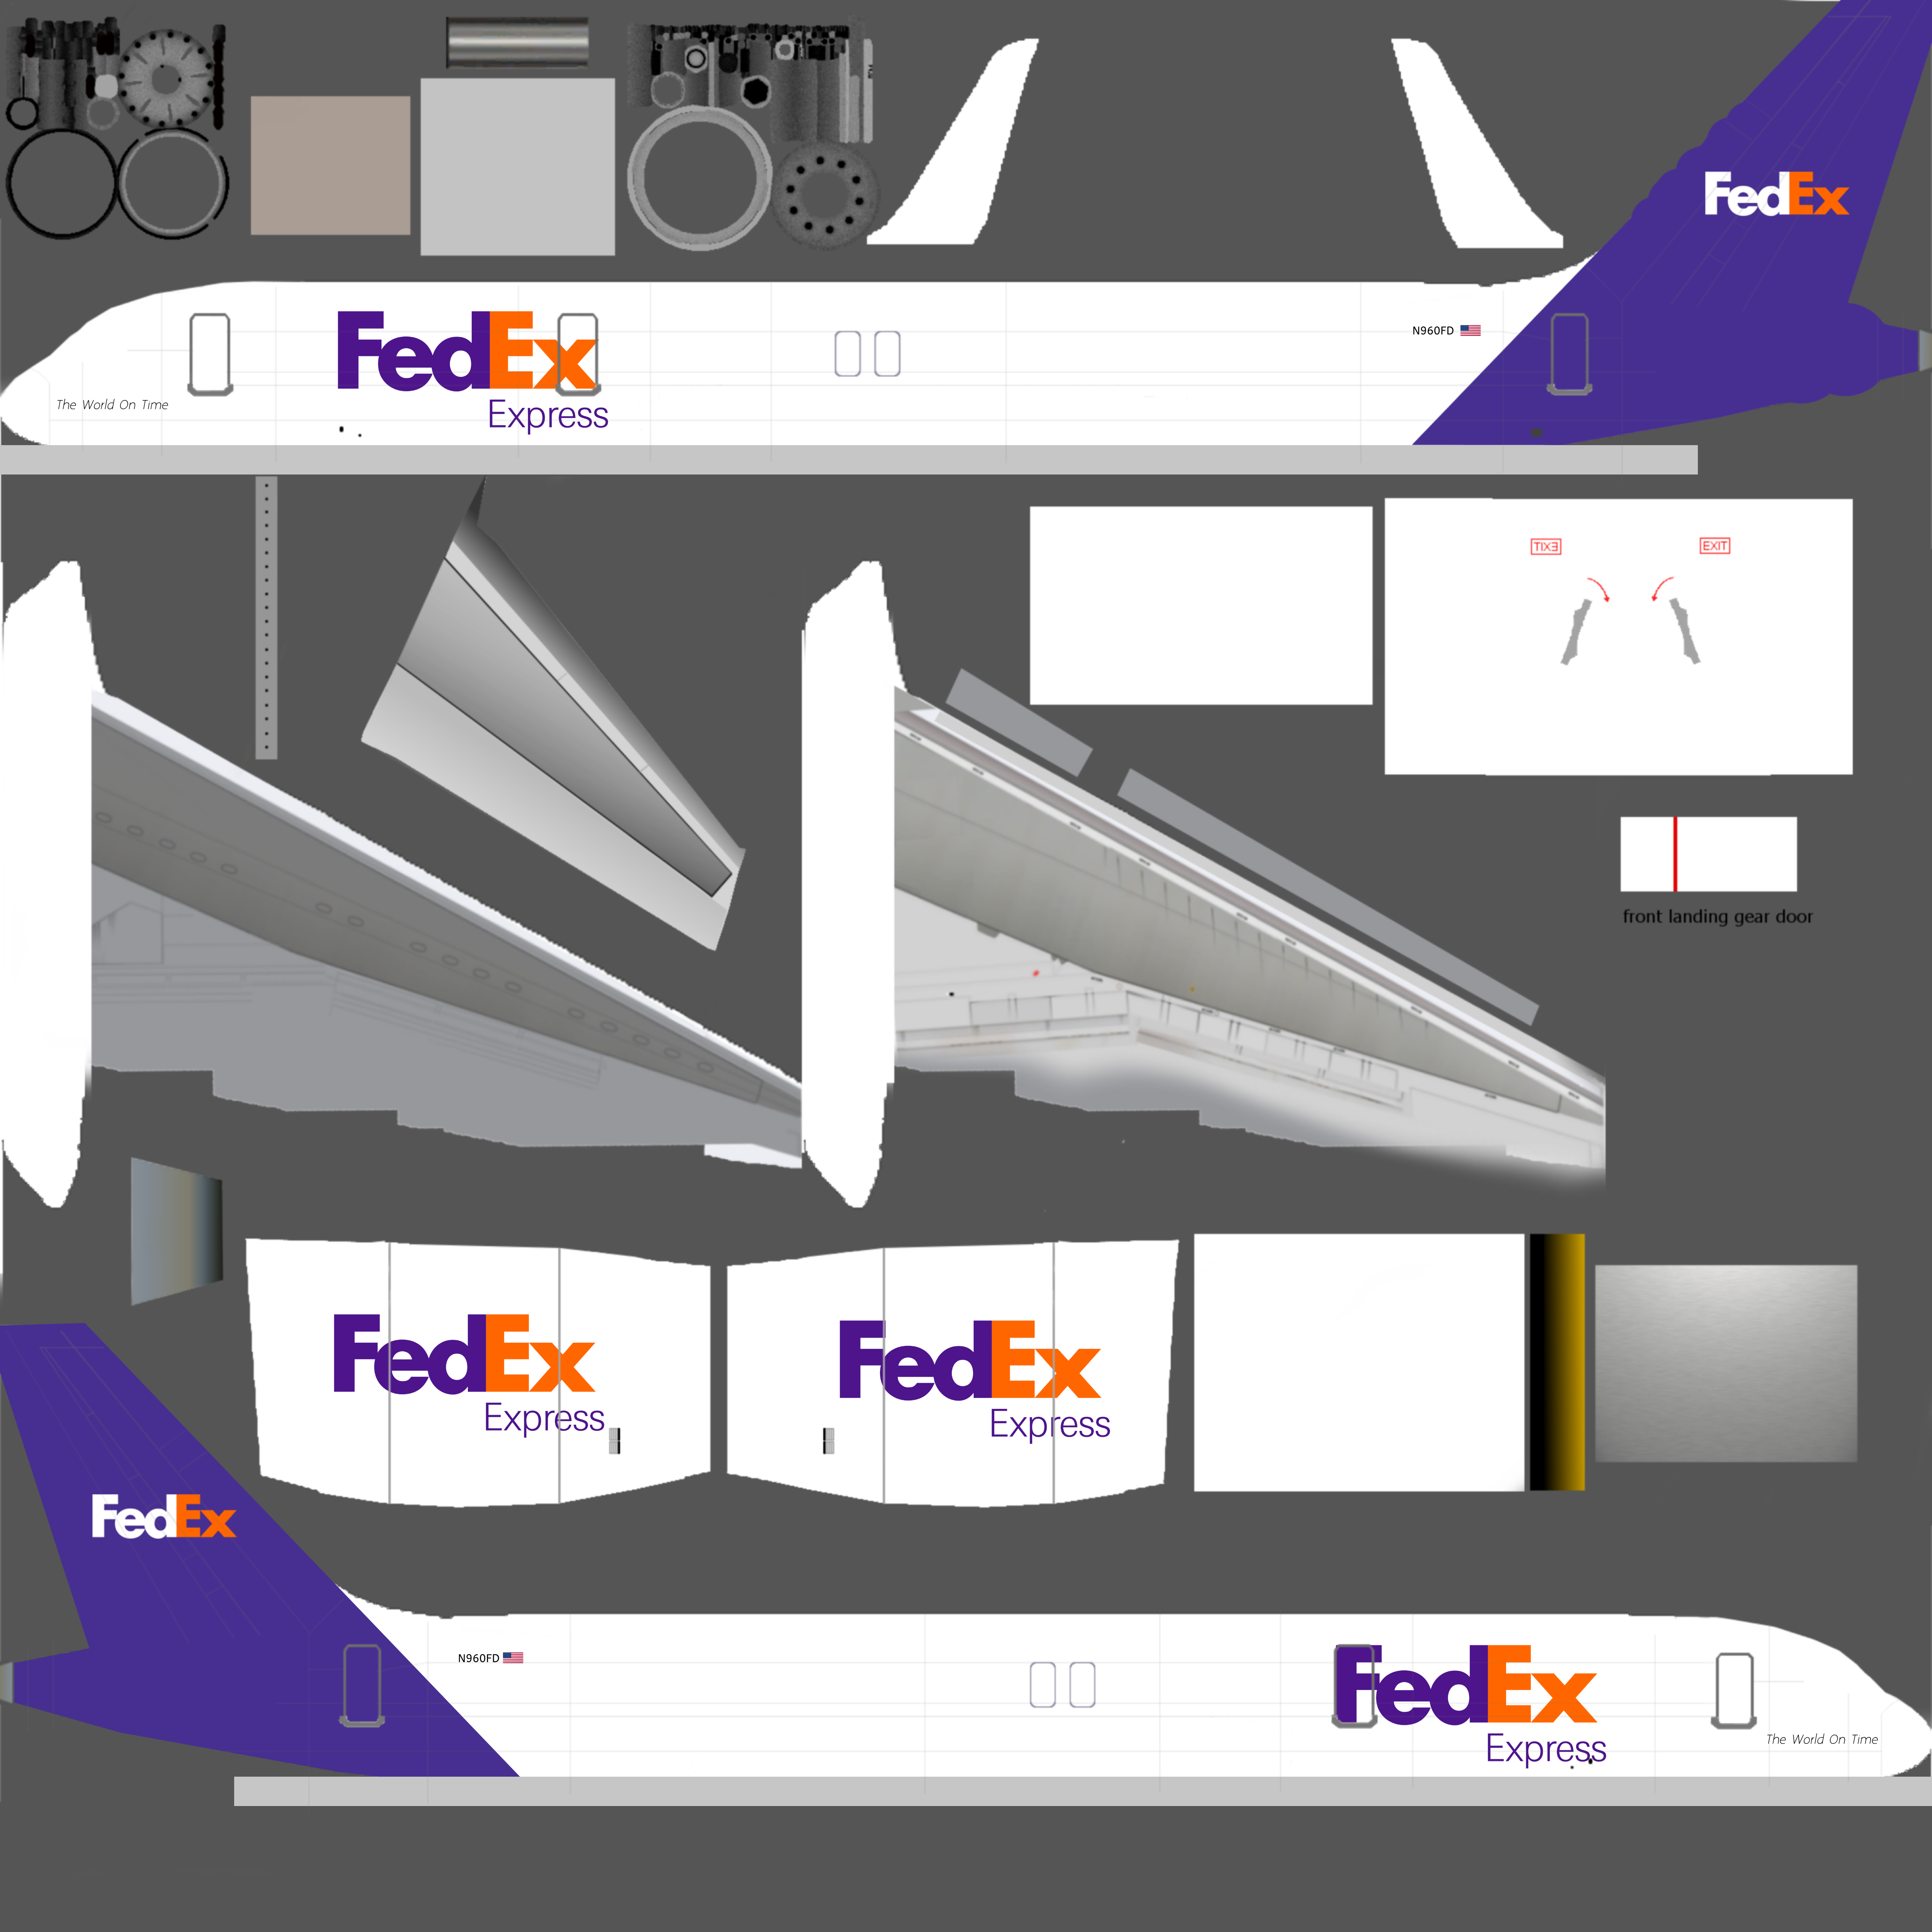 FedEx
FedEx
N960FD
The World On Time
Express
EXIT
EXIT
front landing gear door
FedEx
FedEx
Express
Express
FedEx
N960FD
FedEx
The World On Time
Express